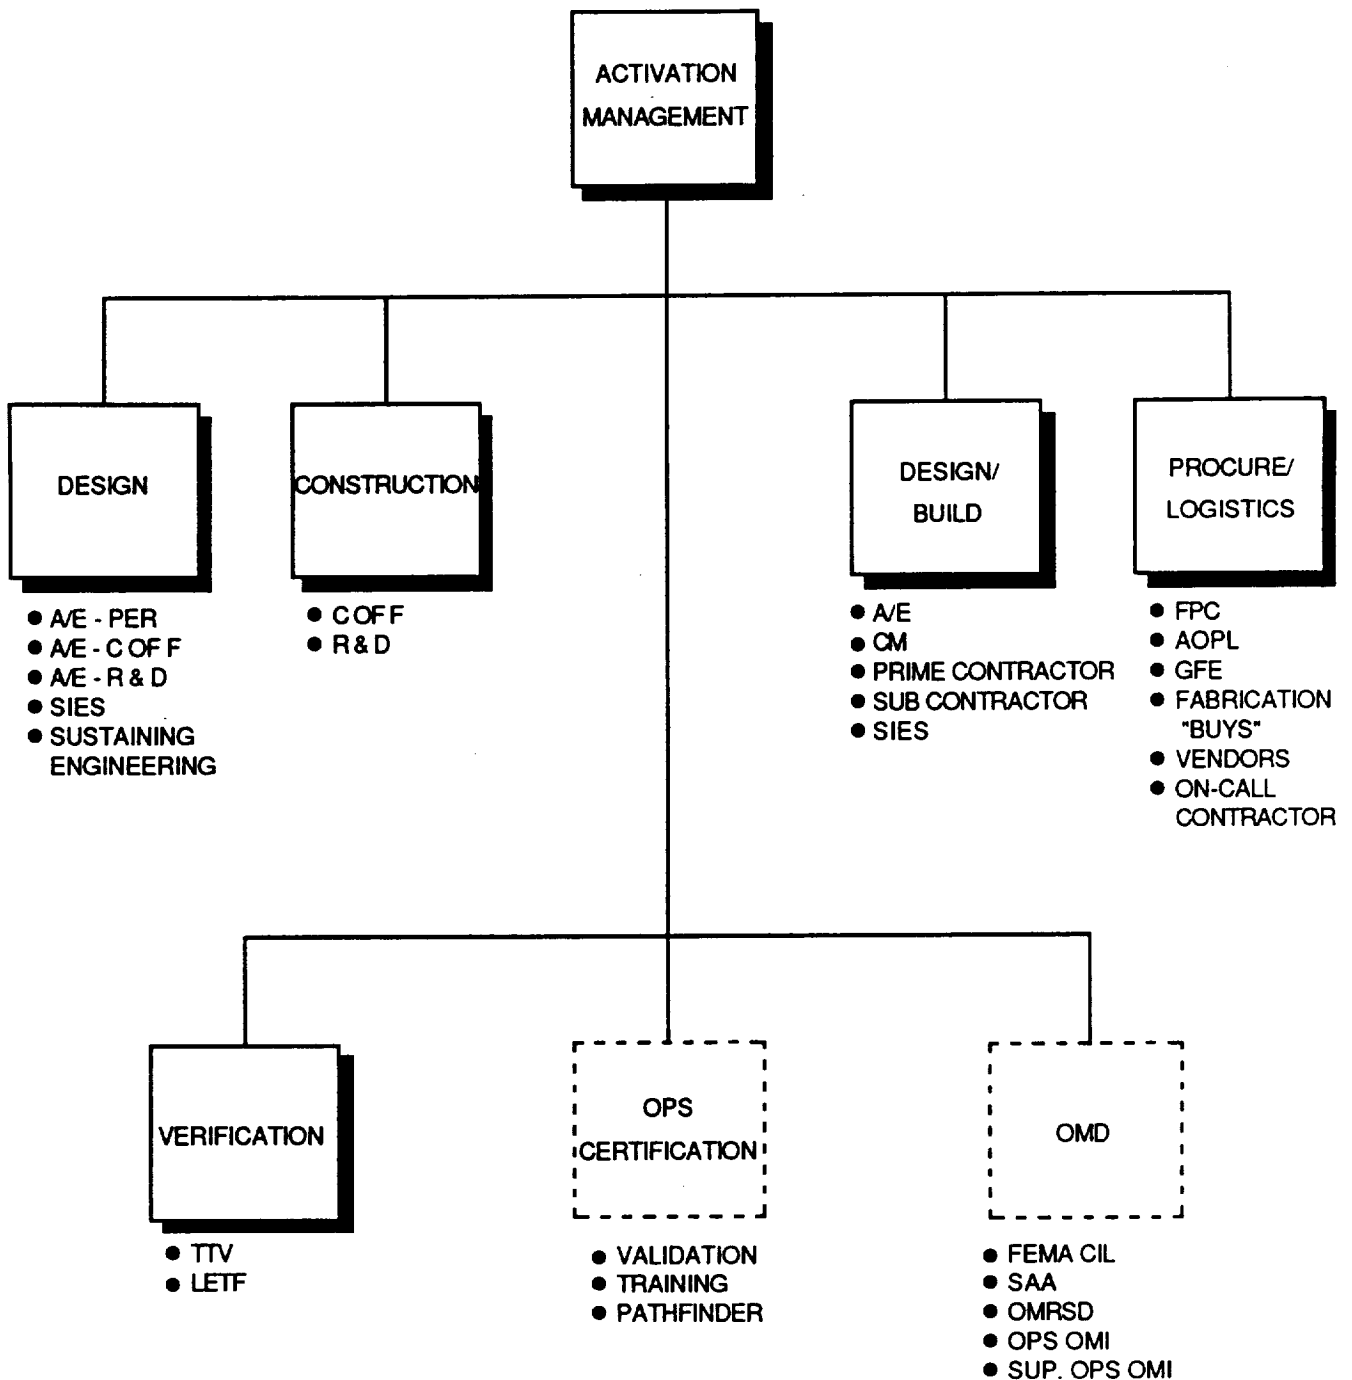 ACTIVATION
MANAGEMENT
DESIGN
CONSTRUCTION
DESIGN/
BUILD
PROCURE/
LOGISTICS
● A/E - PER
● A/E - C OF F
● A/E - R & D
● SIES
● SUSTAINING
ENGINEERING
● C OF F
● R & D
● A/E
● CM
● PRIME CONTRACTOR
● SUB CONTRACTOR
● SIES
● FPC
● AOPL
● GFE
● FABRICATION
"BUYS"
● VENDORS
● ON-CALL
CONTRACTOR
VERIFICATION
OPS
CERTIFICATION
OMD
● TTV
● LETF
● VALIDATION
● TRAINING
● PATHFINDER
● FEMA CIL
● SAA
● OMRSD
● OPS OMI
● SUP. OPS OMI